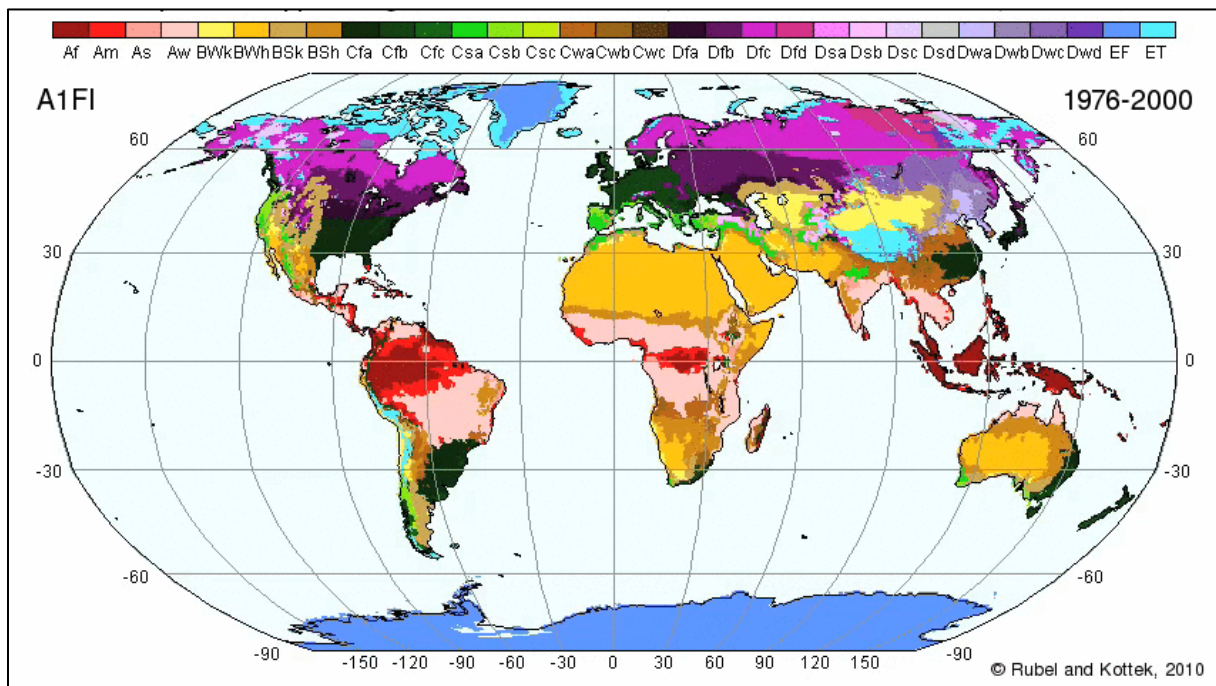 Af Am As Aw BWk BWh BSk BSh Cfa Cfb Cfc Csa Csb Csc Cwa Cwb Cwc Dfa Dfb Dfc Dfd Dsa Dsb Dsc Dsd Dwa Dwb Dwc Dwd EF ET
A1FI
1976-2000
60 60
30 30
0 0
-30 -30
-60 -60
-90 -150 -120 -90 -60 -30 0 30 60 90 120 150 -90
© Rubel and Kottek, 2010